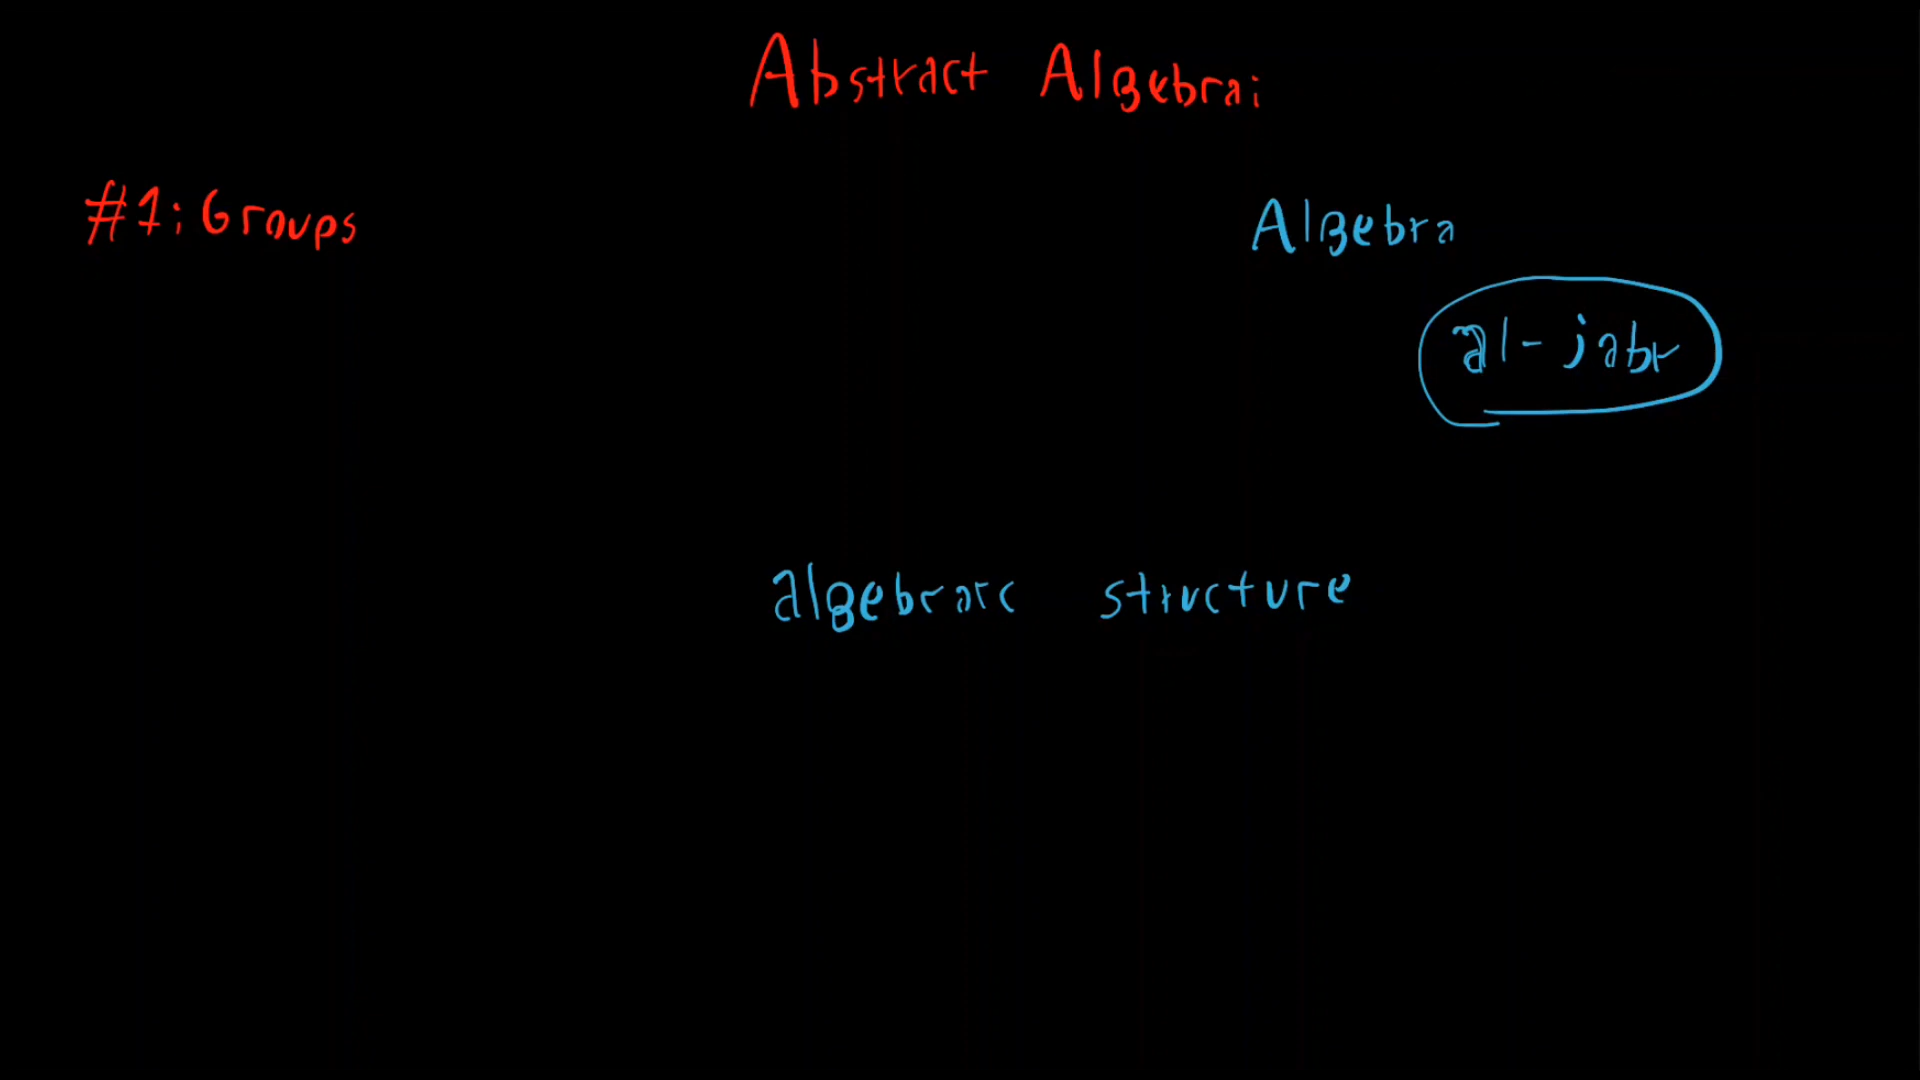 Abstract Algebra:
#1: Groups
Algebra
al-jabr
algebraic structure